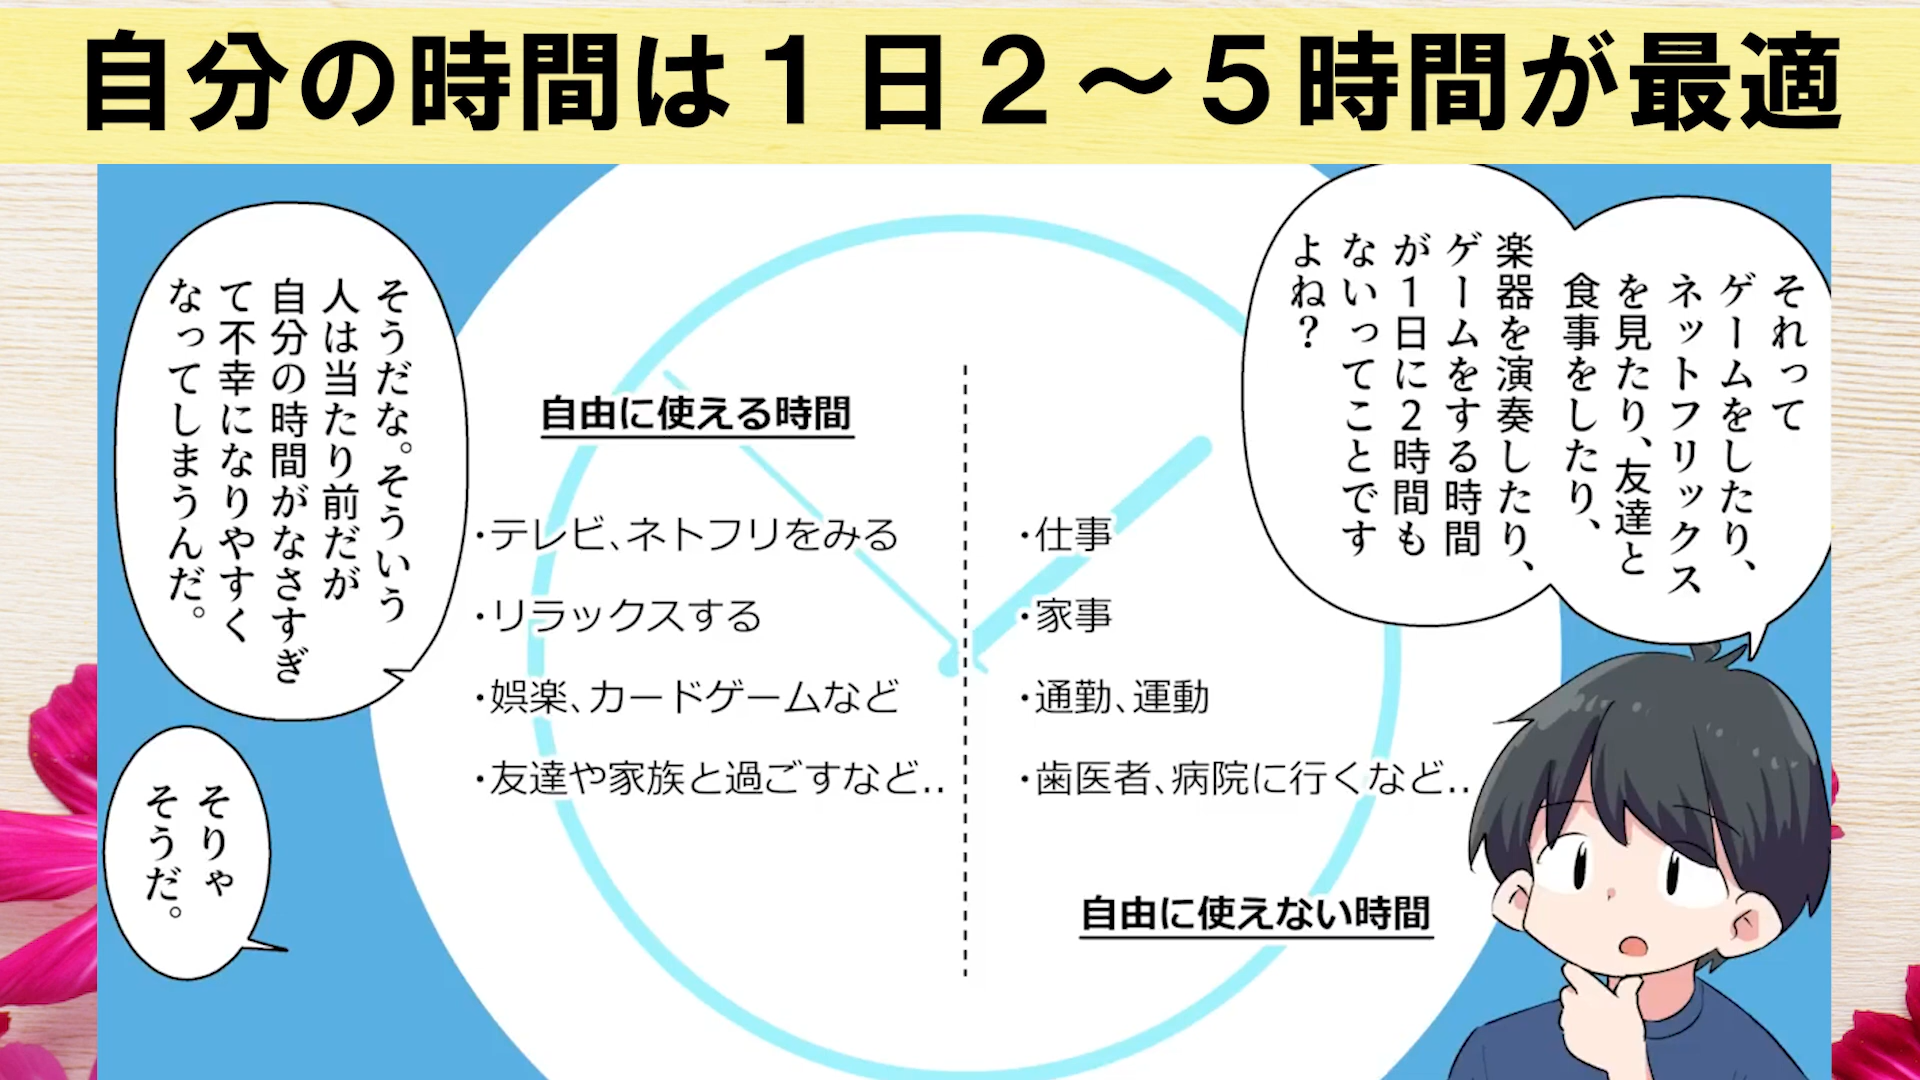 自分の時間は1日2～5時間が最適
それって
ゲームをしたり、
ネットフリックス
を見たり、友達と
食事をしたり、
楽器を演奏したり、
ゲームをする時間
が1日に2時間も
ないってことです
よね？
そうだな。そういう
人は当たり前だが
自分の時間がなさすぎ
て不幸になりやすく
なってしまうんだ。
そりゃ
そうだ。
自由に使える時間
・テレビ、ネトフリをみる
・リラックスする
・娯楽、カードゲームなど
・友達や家族と過ごすなど..
・仕事
・家事
・通勤、運動
・歯医者、病院に行くなど..
自由に使えない時間